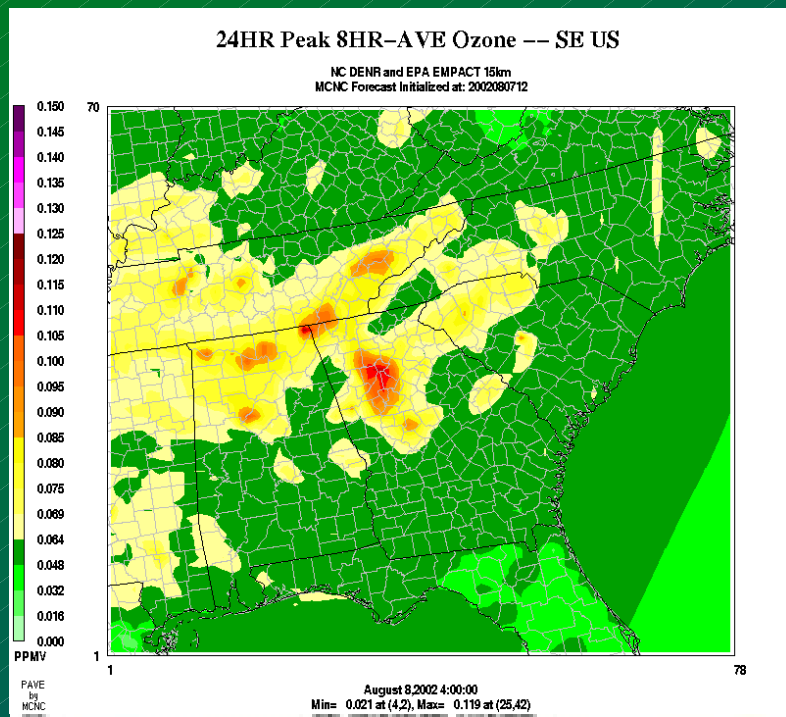 24HR Peak 8HR-AVE Ozone -- SE US
NC DENR and EPA EMPACT 15km
MCNC Forecast Initialized at: 2002080712
70
0.150
0.145
0.140
0.135
0.130
0.125
0.120
0.115
0.110
0.105
0.100
0.095
0.090
0.085
0.080
0.075
0.069
0.064
0.048
0.032
0.016
0.000
PPMV
1
1
78
PAVE
by
MCNC
August 8,2002 4:00:00
Min= 0.021 at (4,2), Max= 0.119 at (25,42)